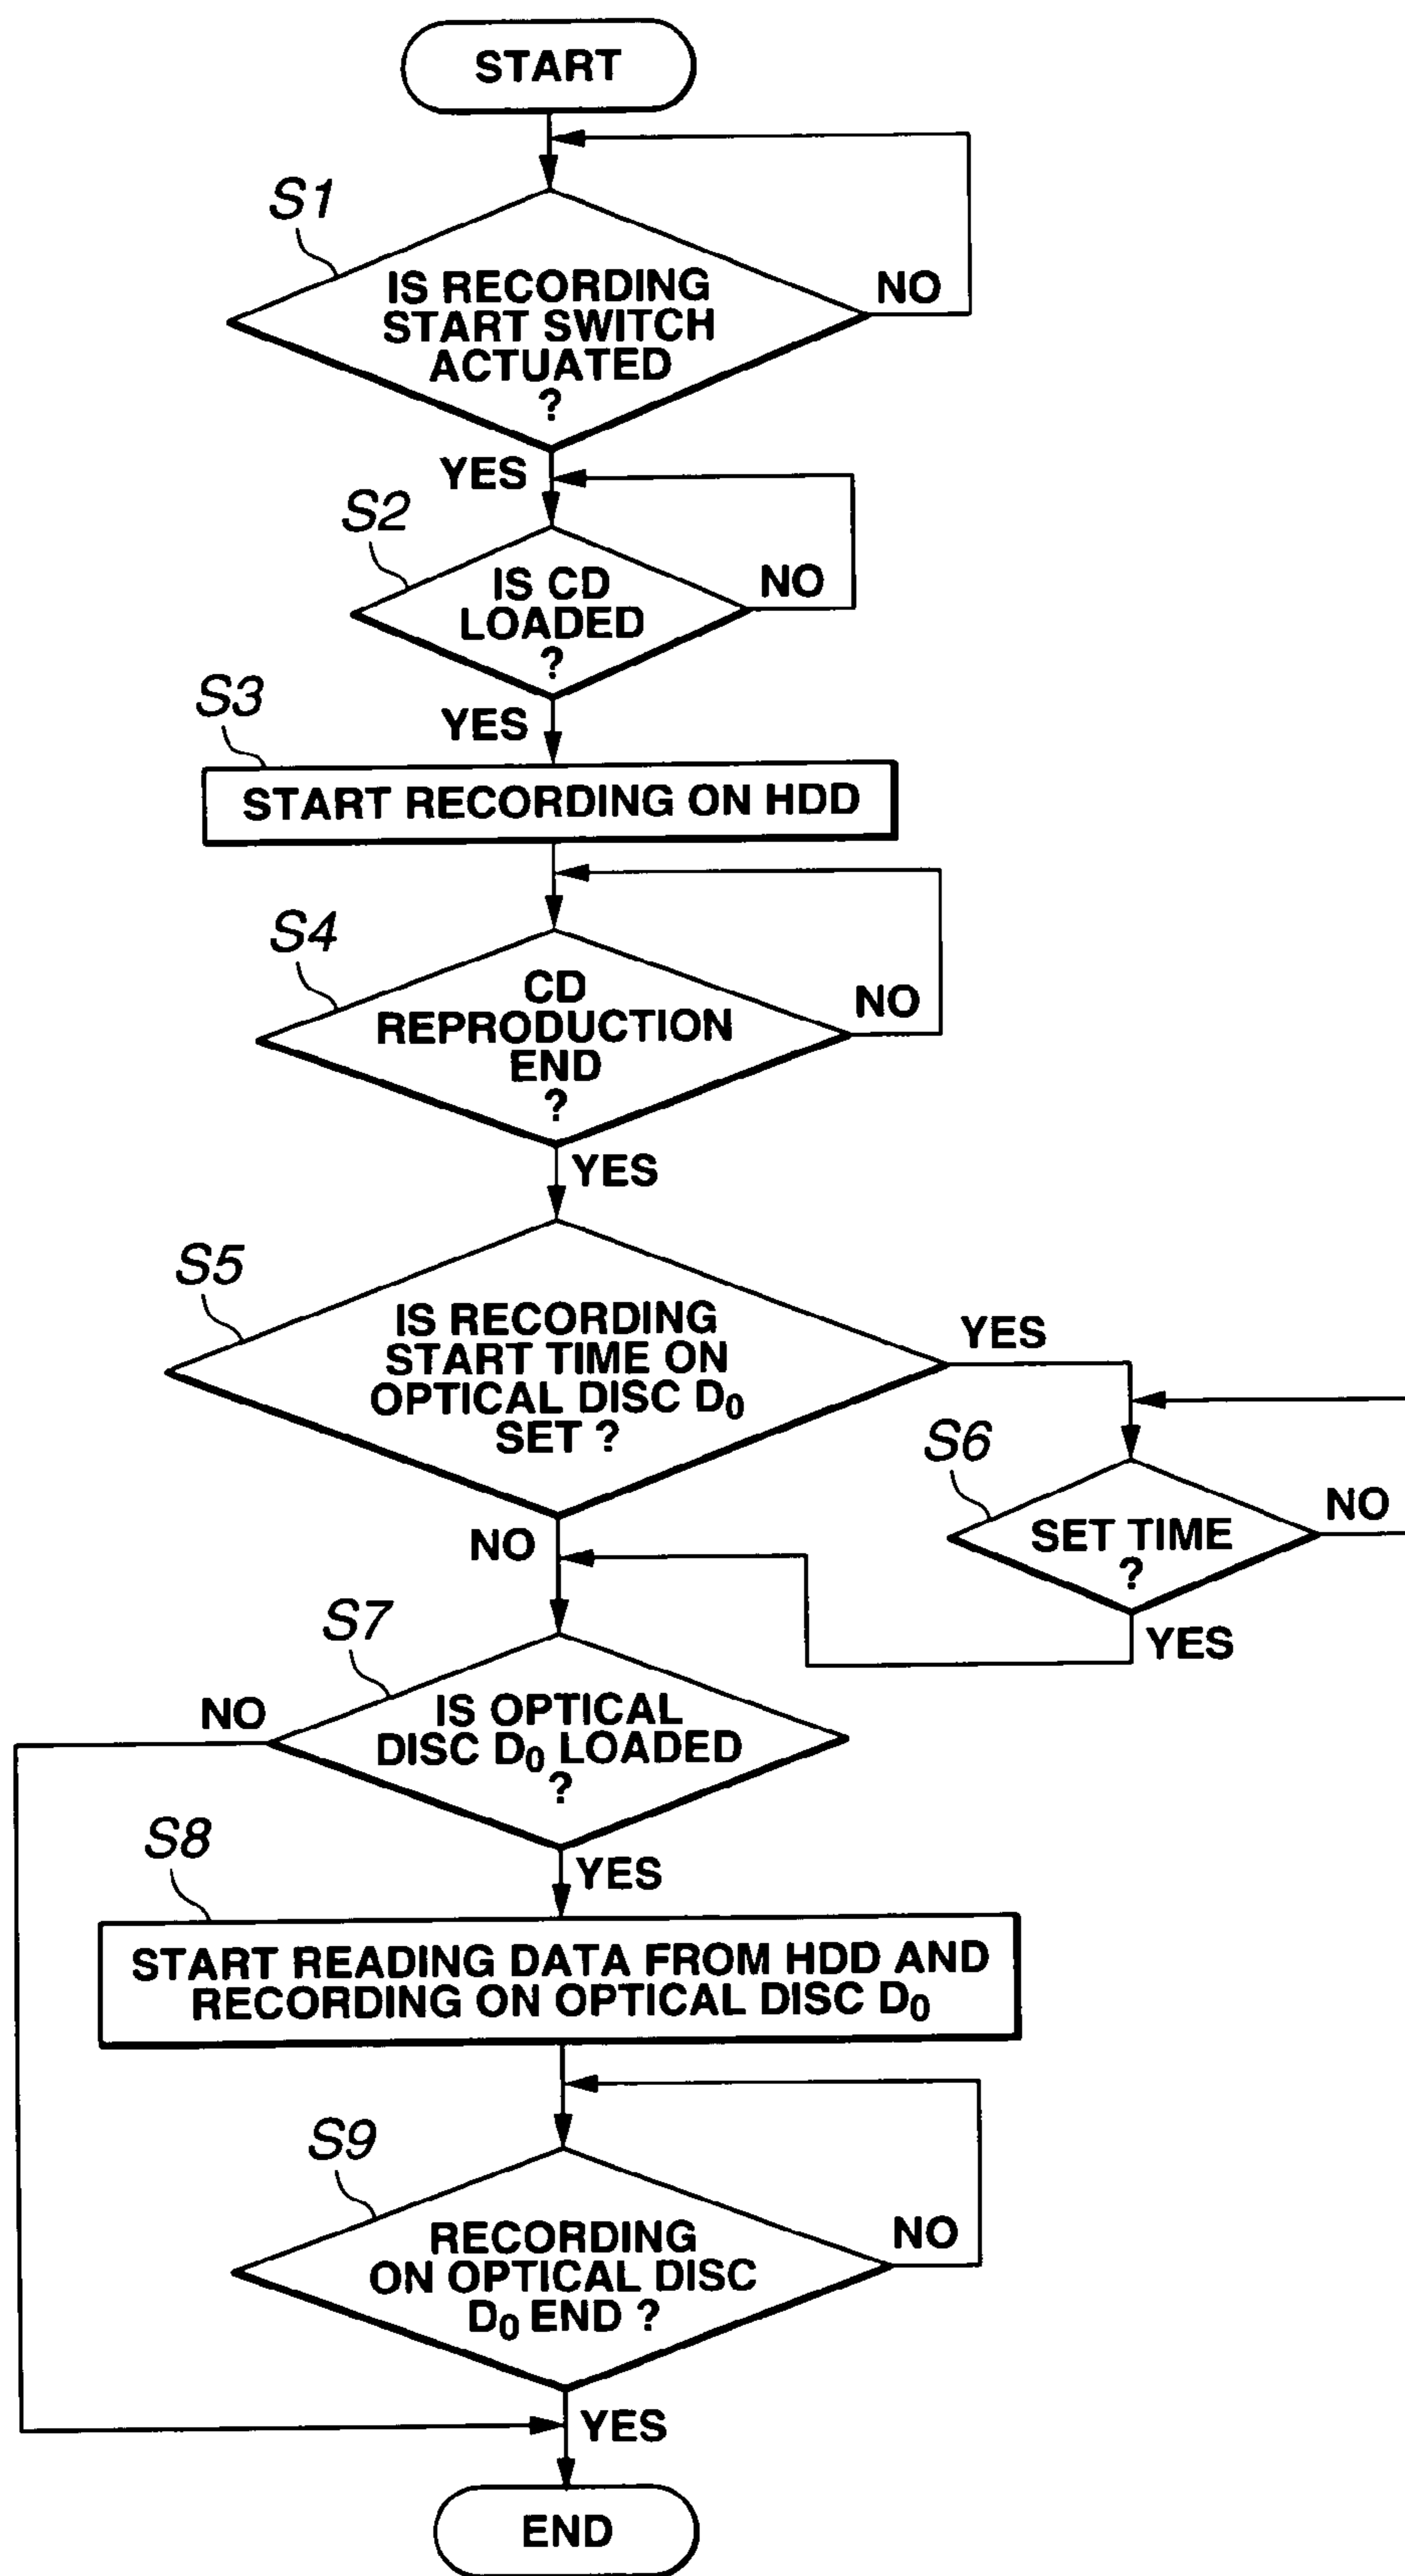 START
S1
IS RECORDING
START SWITCH
ACTUATED
?
NO
YES
S2
IS CD
LOADED
?
NO
YES
S3
START RECORDING ON HDD
S4
CD
REPRODUCTION
END
?
NO
YES
S5
IS RECORDING
START TIME ON
OPTICAL DISC D₀
SET ?
YES
NO
S6
SET TIME
?
NO
YES
S7
IS OPTICAL
DISC D₀ LOADED
?
NO
YES
S8
START READING DATA FROM HDD AND
RECORDING ON OPTICAL DISC D₀
S9
RECORDING
ON OPTICAL DISC
D₀ END ?
NO
YES
END